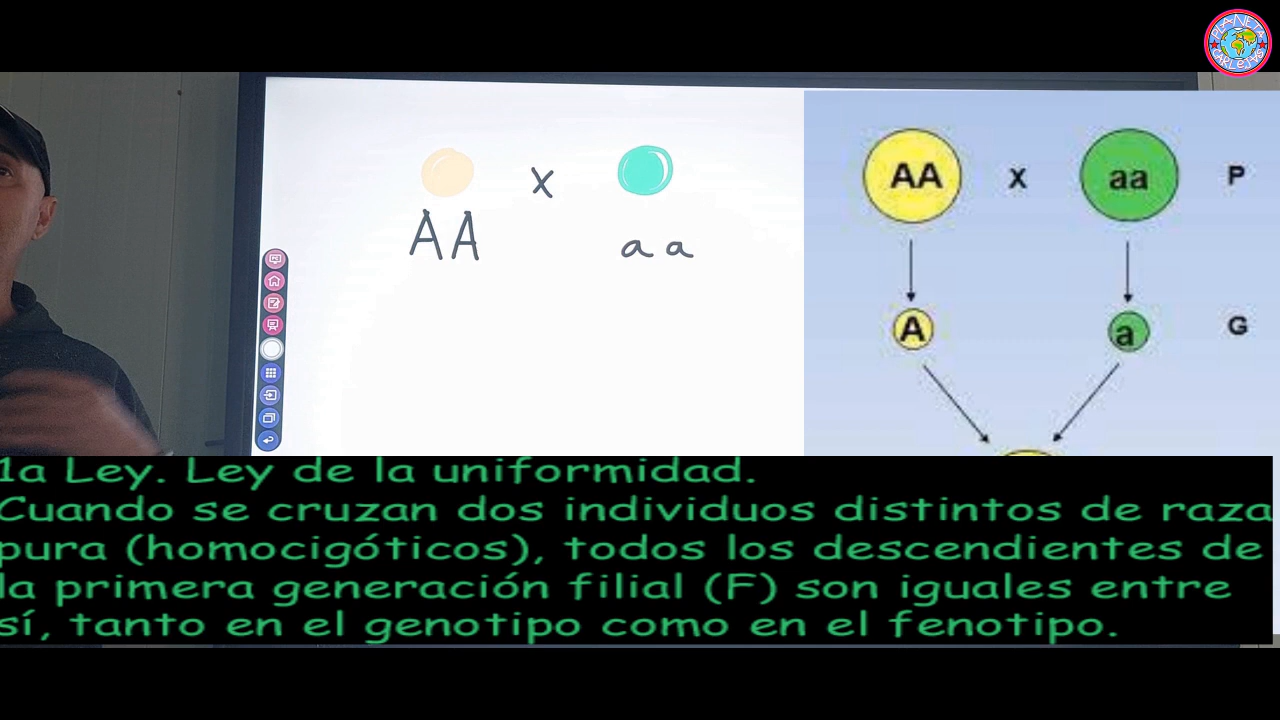 PLANETA
CARLEJAS
AA x aa
AA X aa P
A a G
1a Ley. Ley de la uniformidad.
Cuando se cruzan dos individuos distintos de raza
pura (homocigóticos), todos los descendientes de
la primera generación filial (F) son iguales entre
sí, tanto en el genotipo como en el fenotipo.